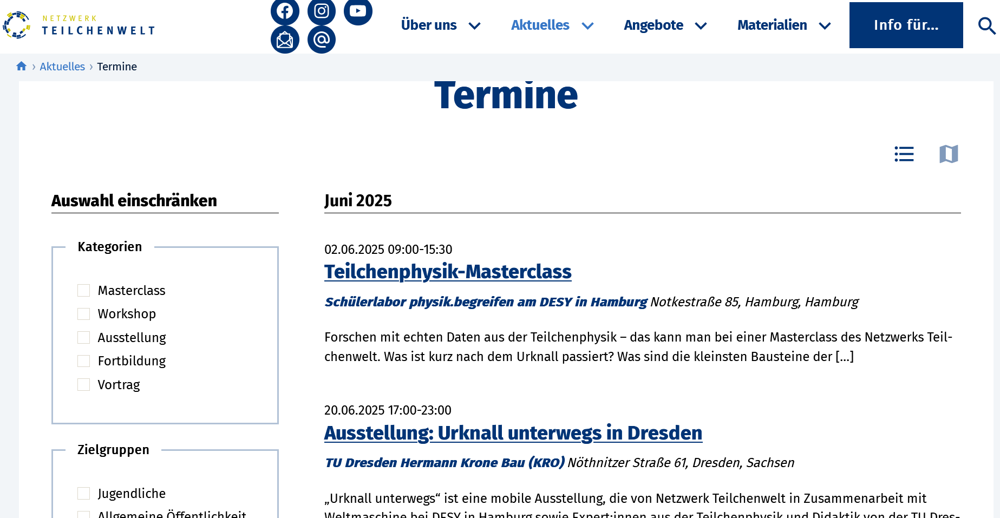 NETZWERK
TEILCHENWELT
Über uns Aktuelles Angebote Materialien Info für...
› Aktuelles › Termine
Termine
Auswahl einschränken
Kategorien
Masterclass
Workshop
Ausstellung
Fortbildung
Vortrag
Zielgruppen
Jugendliche
Allgemeine Öffentlichkeit
Juni 2025
02.06.2025 09:00-15:30
Teilchenphysik-Masterclass
Schülerlabor physik.begreifen am DESY in Hamburg Notkestraße 85, Hamburg, Hamburg
Forschen mit echten Daten aus der Teilchenphysik – das kann man bei einer Masterclass des Netzwerks Teil-
chenwelt. Was ist kurz nach dem Urknall passiert? Was sind die kleinsten Bausteine der [...]
20.06.2025 17:00-23:00
Ausstellung: Urknall unterwegs in Dresden
TU Dresden Hermann Krone Bau (KRO) Nöthnitzer Straße 61, Dresden, Sachsen
„Urknall unterwegs“ ist eine mobile Ausstellung, die von Netzwerk Teilchenwelt in Zusammenarbeit mit
Weltmaschine bei DESY in Hamburg sowie Expert:innen aus der Teilchenphysik und Didaktik von der TU Dres-